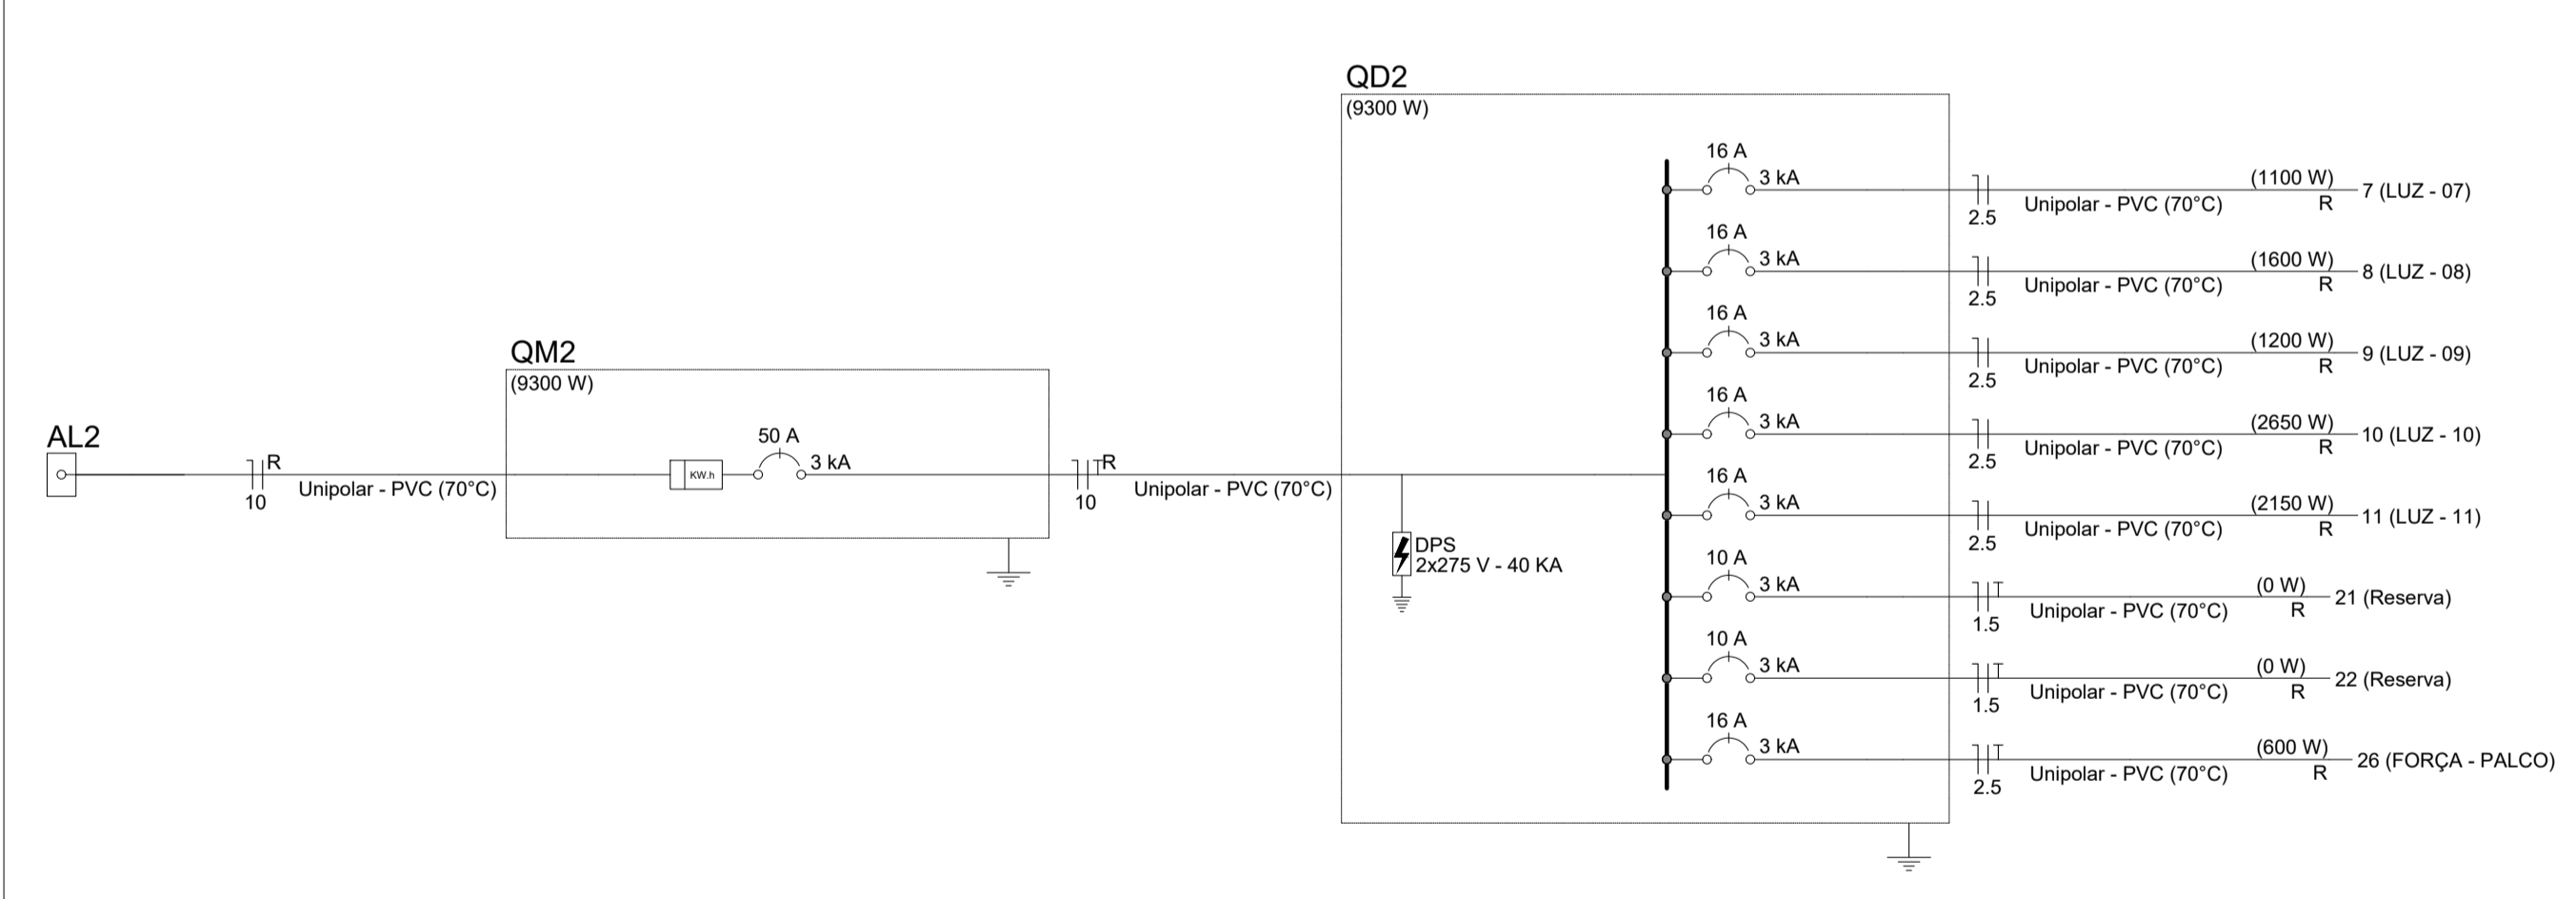 AL2
R
10
Unipolar - PVC (70°C)
QM2
(9300 W)
KW.h
50 A
3 kA
R
10
Unipolar - PVC (70°C)
QD2
(9300 W)
DPS
2x275 V - 40 KA
16 A
3 kA
2.5
Unipolar - PVC (70°C)
(1100 W)
R
7 (LUZ - 07)
16 A
3 kA
2.5
Unipolar - PVC (70°C)
(1600 W)
R
8 (LUZ - 08)
16 A
3 kA
2.5
Unipolar - PVC (70°C)
(1200 W)
R
9 (LUZ - 09)
16 A
3 kA
2.5
Unipolar - PVC (70°C)
(2650 W)
R
10 (LUZ - 10)
16 A
3 kA
2.5
Unipolar - PVC (70°C)
(2150 W)
R
11 (LUZ - 11)
10 A
3 kA
1.5
Unipolar - PVC (70°C)
(0 W)
R
21 (Reserva)
10 A
3 kA
1.5
Unipolar - PVC (70°C)
(0 W)
R
22 (Reserva)
16 A
3 kA
2.5
Unipolar - PVC (70°C)
(600 W)
R
26 (FORÇA - PALCO)